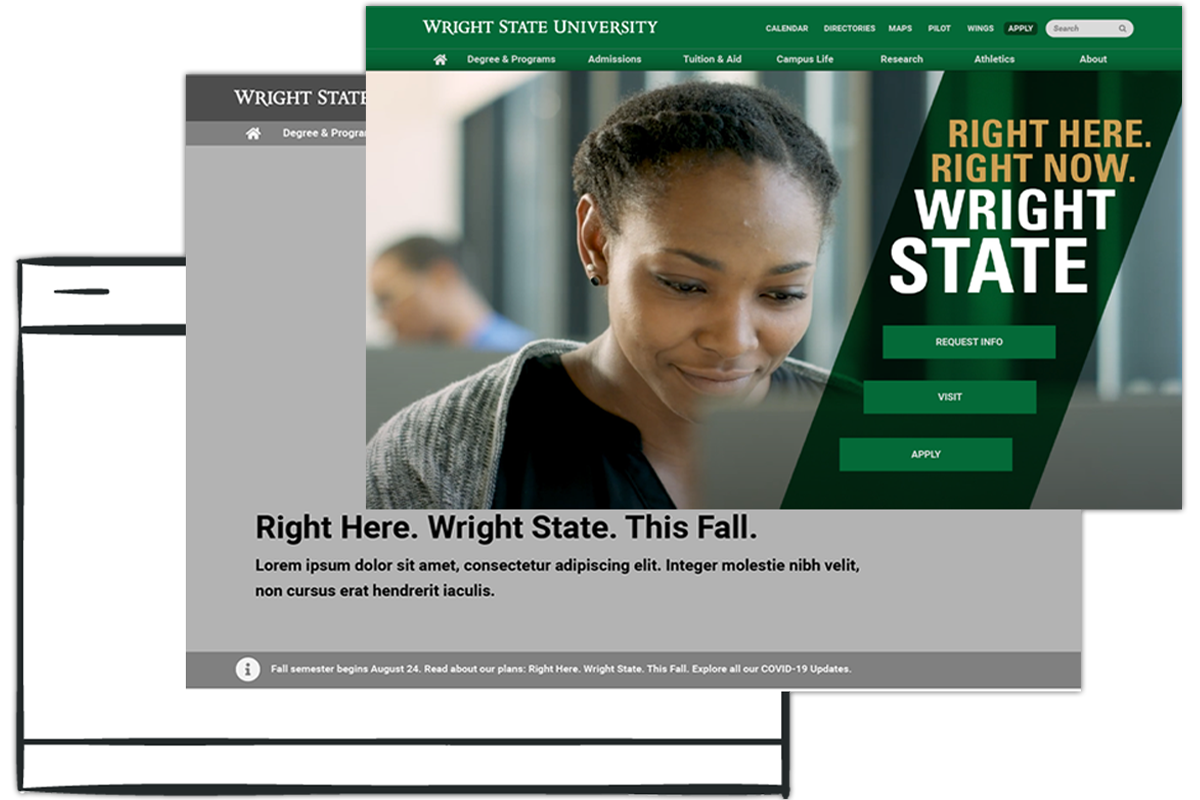 WRIGHT STATE UNIVERSITY
CALENDAR DIRECTORIES MAPS PILOT WINGS APPLY Search
Degree & Programs Admissions Tuition & Aid Campus Life Research Athletics About
RIGHT HERE.
RIGHT NOW.
WRIGHT
STATE
REQUEST INFO
VISIT
APPLY
WRIGHT STATE
Degree & Progra
Right Here. Wright State. This Fall.
Lorem ipsum dolor sit amet, consectetur adipiscing elit. Integer molestie nibh velit,
non cursus erat hendrerit iaculis.
Fall semester begins August 24. Read about our plans: Right Here. Wright State. This Fall. Explore all our COVID-19 Updates.